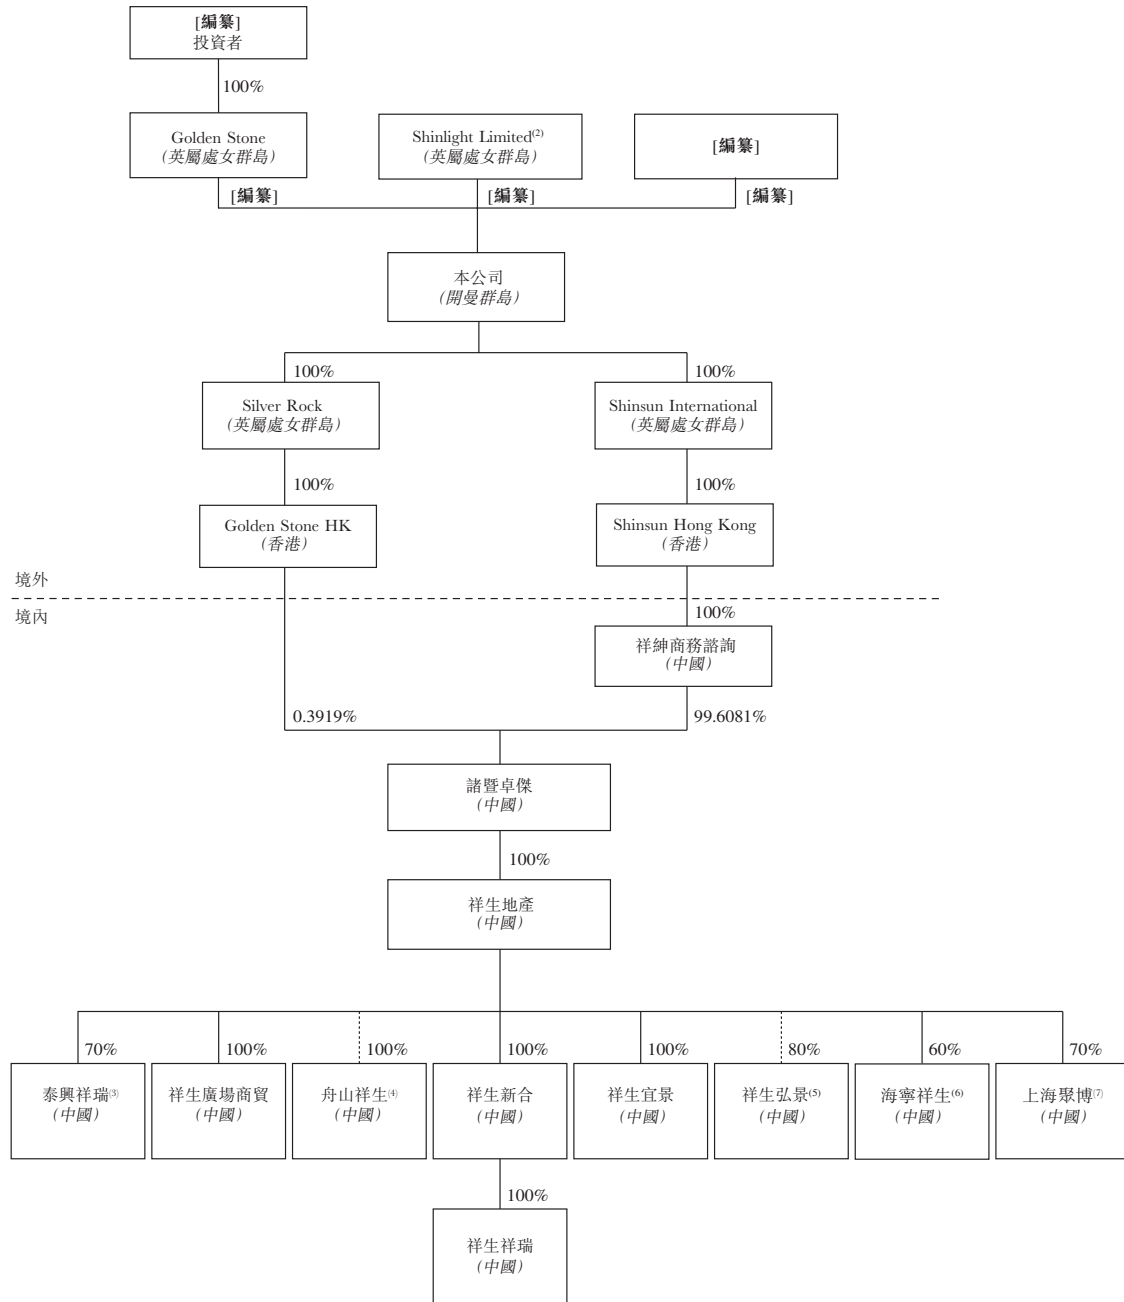 [編纂]
投資者
100%
Golden Stone
(英屬處女群島)
Shinlight Limited(2)
(英屬處女群島)
[編纂]
[編纂]
[編纂]
[編纂]
本公司
(開曼群島)
100%
100%
Silver Rock
(英屬處女群島)
Shinsun International
(英屬處女群島)
100%
100%
Golden Stone HK
(香港)
Shinsun Hong Kong
(香港)
境外
境內
100%
祥紳商務諮詢
(中國)
0.3919%
99.6081%
諸暨卓傑
(中國)
100%
祥生地產
(中國)
70%
100%
100%
100%
100%
80%
60%
70%
泰興祥瑞(3)
(中國)
祥生廣場商貿
(中國)
舟山祥生(4)
(中國)
祥生新合
(中國)
祥生宜景
(中國)
祥生弘景(5)
(中國)
海寧祥生(6)
(中國)
上海聚博(7)
(中國)
100%
祥生祥瑞
(中國)